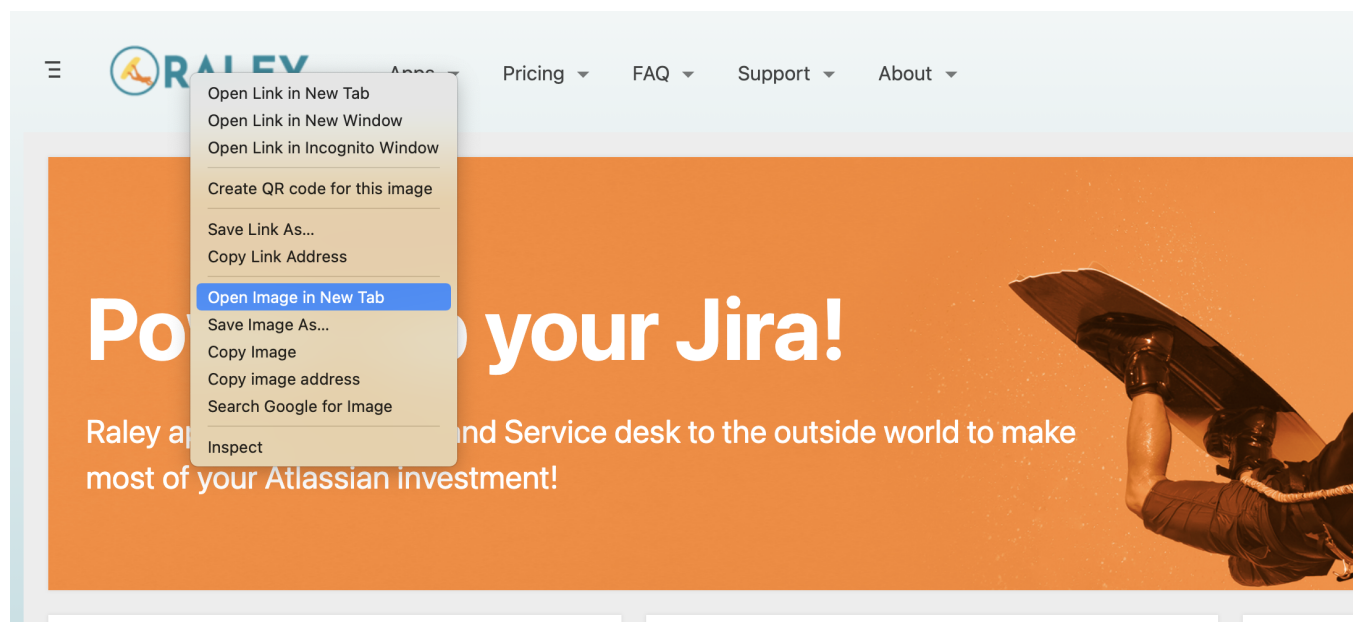 RALEY
Apps
Pricing
FAQ
Support
About
Open Link in New Tab
Open Link in New Window
Open Link in Incognito Window
Create QR code for this image
Save Link As...
Copy Link Address
Open Image in New Tab
Save Image As...
Copy Image
Copy image address
Search Google for Image
Inspect
your Jira!
Raley
and Service desk to the outside world to make
most of your Atlassian investment!